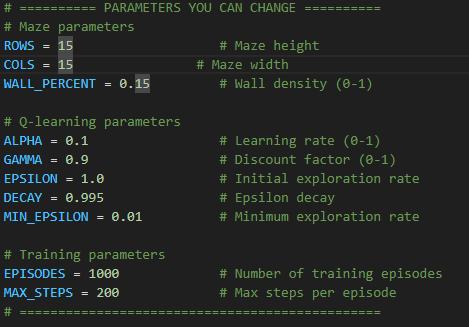 # ========== PARAMETERS YOU CAN CHANGE ==========
# Maze parameters
ROWS = 15 # Maze height
COLS = 15 # Maze width
WALL_PERCENT = 0.15 # Wall density (0-1)
# Q-learning parameters
ALPHA = 0.1 # Learning rate (0-1)
GAMMA = 0.9 # Discount factor (0-1)
EPSILON = 1.0 # Initial exploration rate
DECAY = 0.995 # Epsilon decay
MIN_EPSILON = 0.01 # Minimum exploration rate
# Training parameters
EPISODES = 1000 # Number of training episodes
MAX_STEPS = 200 # Max steps per episode
# =============================================